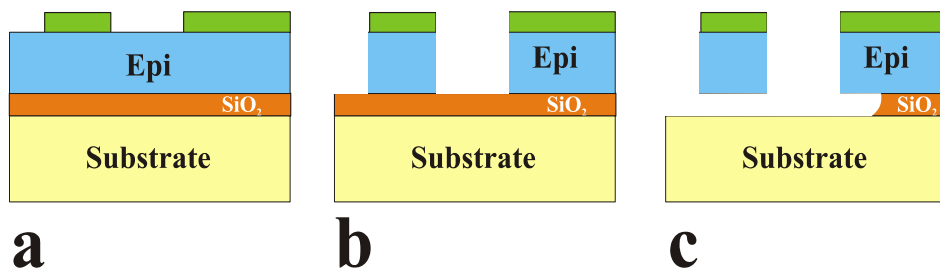 Epi
SiO₂
Substrate
a
Epi
SiO₂
Substrate
b
SiO₂
Epi
Substrate
c